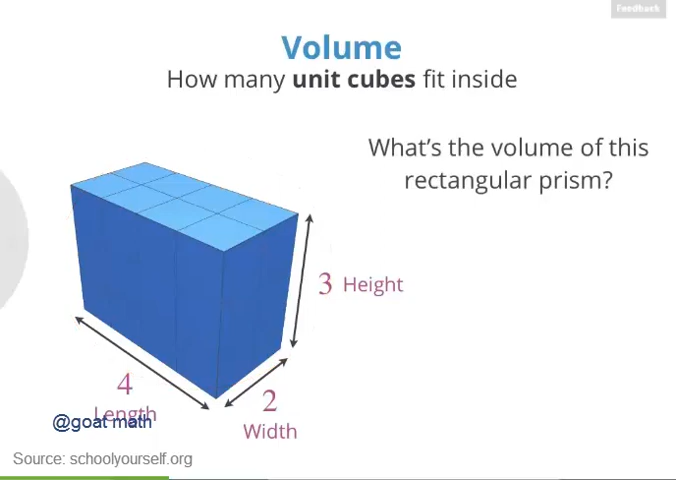 Feedback
Volume
How many unit cubes fit inside
What's the volume of this
rectangular prism?
3 Height
4
Length
@goat math
2
Width
Source: schoolyourself.org